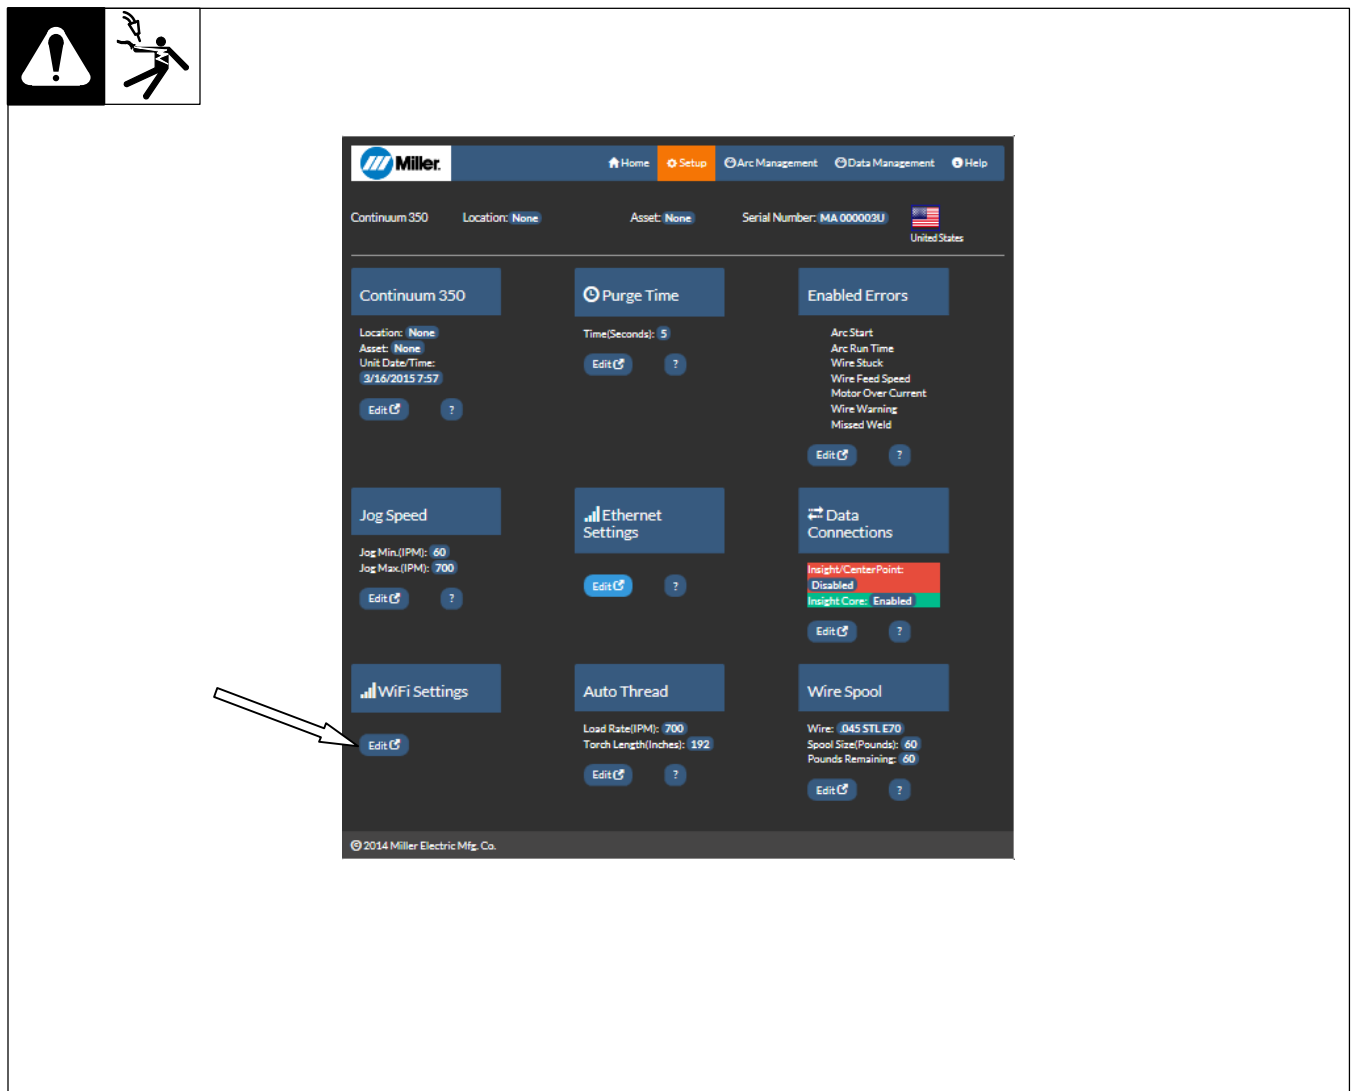 Miller.
Home Setup Arc Management Data Management Help
Continuum 350 Location: None Asset: None Serial Number: MA 000003U
United States
Continuum 350
Location: None
Asset: None
Unit Date/Time:
3/16/2015 7:57
Edit ?
Purge Time
Time(Seconds): 5
Edit ?
Enabled Errors
Arc Start
Arc Run Time
Wire Stuck
Wire Feed Speed
Motor Over Current
Wire Warning
Missed Weld
Edit ?
Jog Speed
Jog Min.(IPM): 60
Jog Max.(IPM): 700
Edit ?
Ethernet
Settings
Edit ?
Data
Connections
Insight/CenterPoint:
Disabled
Insight Core: Enabled
Edit ?
WiFi Settings
Edit
Auto Thread
Load Rate(IPM): 700
Torch Length(Inches): 192
Edit ?
Wire Spool
Wire: .045 STL E70
Spool Size(Pounds): 60
Pounds Remaining: 60
Edit ?
© 2014 Miller Electric Mfg. Co.